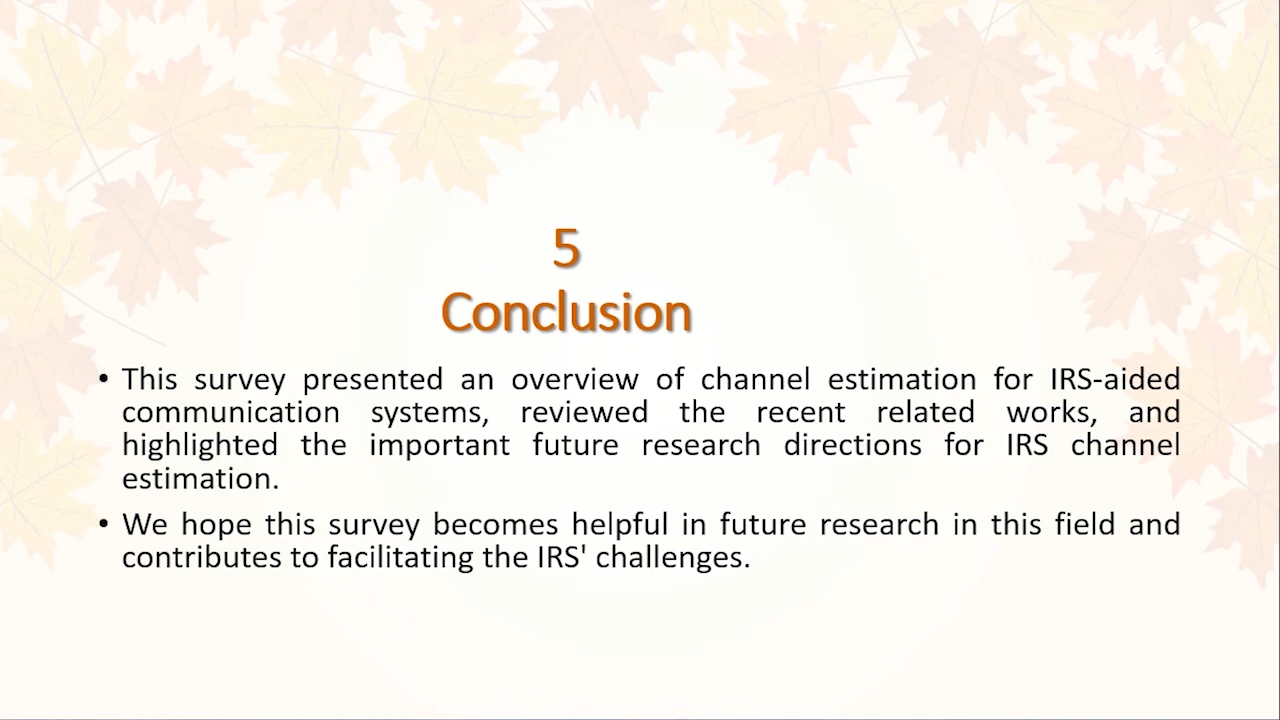 5
Conclusion
• This survey presented an overview of channel estimation for IRS-aided
communication systems, reviewed the recent related works, and
highlighted the important future research directions for IRS channel
estimation.
• We hope this survey becomes helpful in future research in this field and
contributes to facilitating the IRS' challenges.